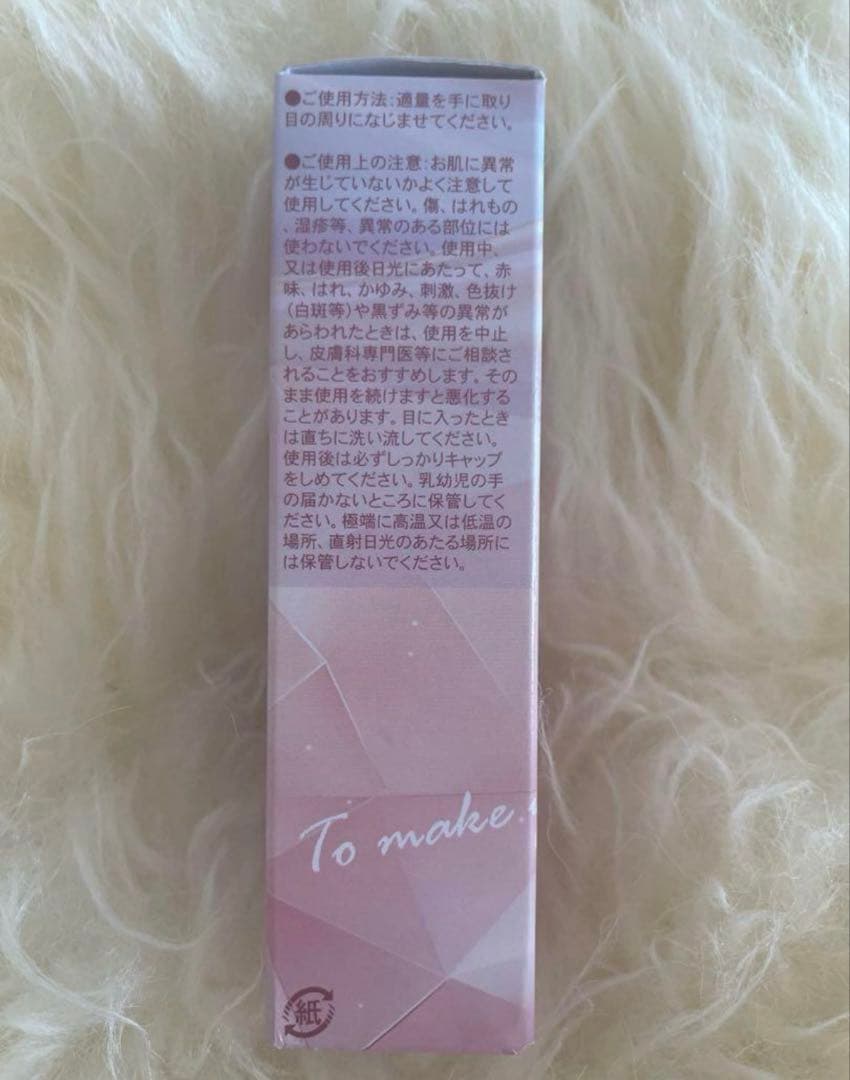 ●ご使用方法:適量を手に取り
目の周りになじませてください。
●ご使用上の注意:お肌に異常
が生じていないかよく注意して
使用してください。傷、はれもの
、湿疹等、異常のある部位には
使わないでください。使用中、
又は使用後日光にあたって、赤
味、はれ、かゆみ、刺激、色抜け
(白斑等)や黒ずみ等の異常が
あらわれたときは、使用を中止
し、皮膚科専門医等にご相談さ
れることをおすすめします。その
まま使用を続けますと悪化する
ことがあります。目に入ったとき
は直ちに洗い流してください。
使用後は必ずしっかりキャップ
をしめてください。乳幼児の手
の届かないところに保管してく
ださい。極端に高温又は低温の
場所、直射日光のあたる場所に
は保管しないでください。
To make.
紙